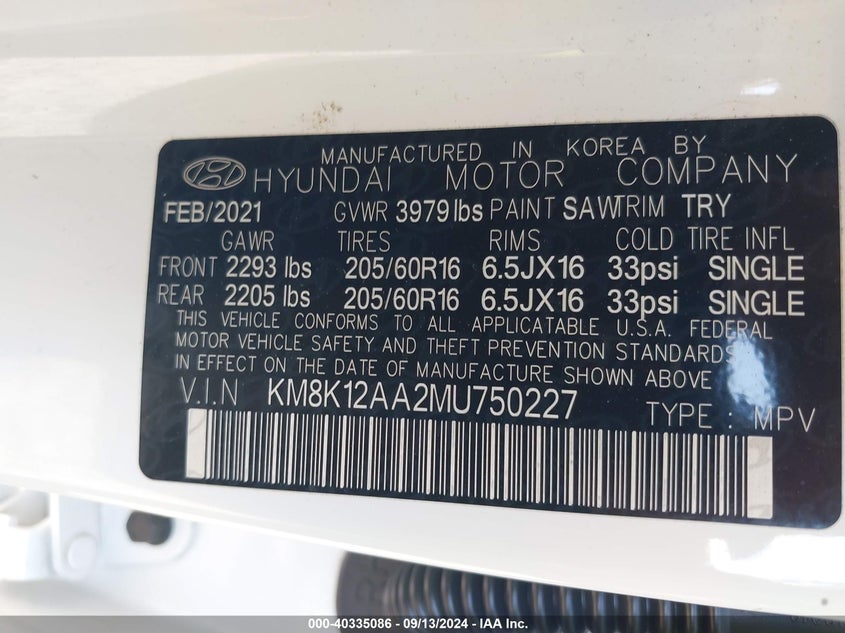 MANUFACTURED IN KOREA BY
HYUNDAI MOTOR COMPANY
FEB/2021 GVWR 3979 lbs PAINT SAW TRIM TRY
GAWR TIRES RIMS COLD TIRE INFL
FRONT 2293 lbs 205/60R16 6.5JX16 33psi SINGLE
REAR 2205 lbs 205/60R16 6.5JX16 33psi SINGLE
THIS VEHICLE CONFORMS TO ALL APPLICATABLE U.S.A. FEDERAL
MOTOR VEHICLE SAFETY AND THEFT PREVENTION STANDARDS
IN EFFECT ON THE DATE OF MANUFACTURE SHOWN ABOVE
V.I.N KM8K12AA2MU750227 TYPE : MPV
000-40335086 - 09/13/2024 - IAA Inc.